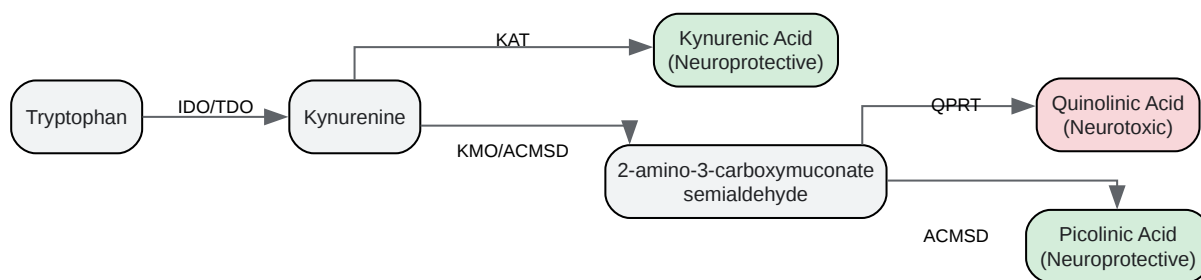 KAT
Kynurenic Acid
(Neuroprotective)
Tryptophan
IDO/TDO
Kynurenine
KMO/ACMSD
2-amino-3-carboxymuconate
semialdehyde
QPRT
Quinolinic Acid
(Neurotoxic)
ACMSD
Picolinic Acid
(Neuroprotective)